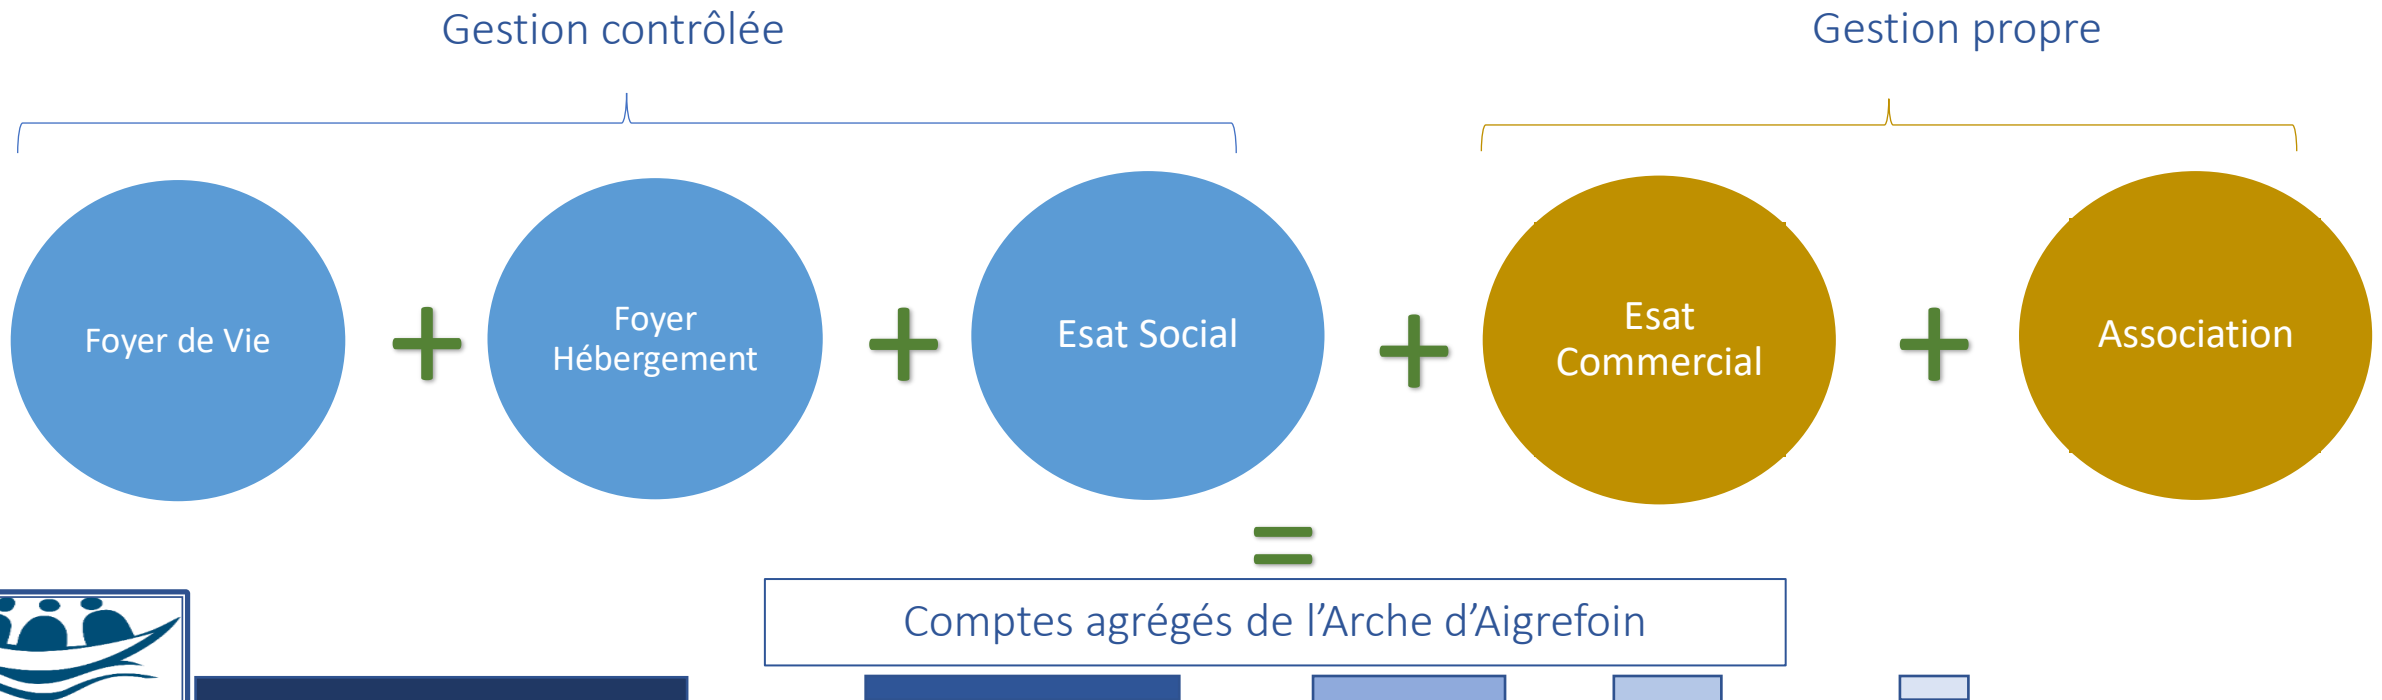 Gestion contrôlée
Gestion propre
Foyer de Vie
+
Foyer
Hébergement
+
Esat Social
+
Esat
Commercial
+
Association
=
Comptes agrégés de l’Arche d’Aigrefoin